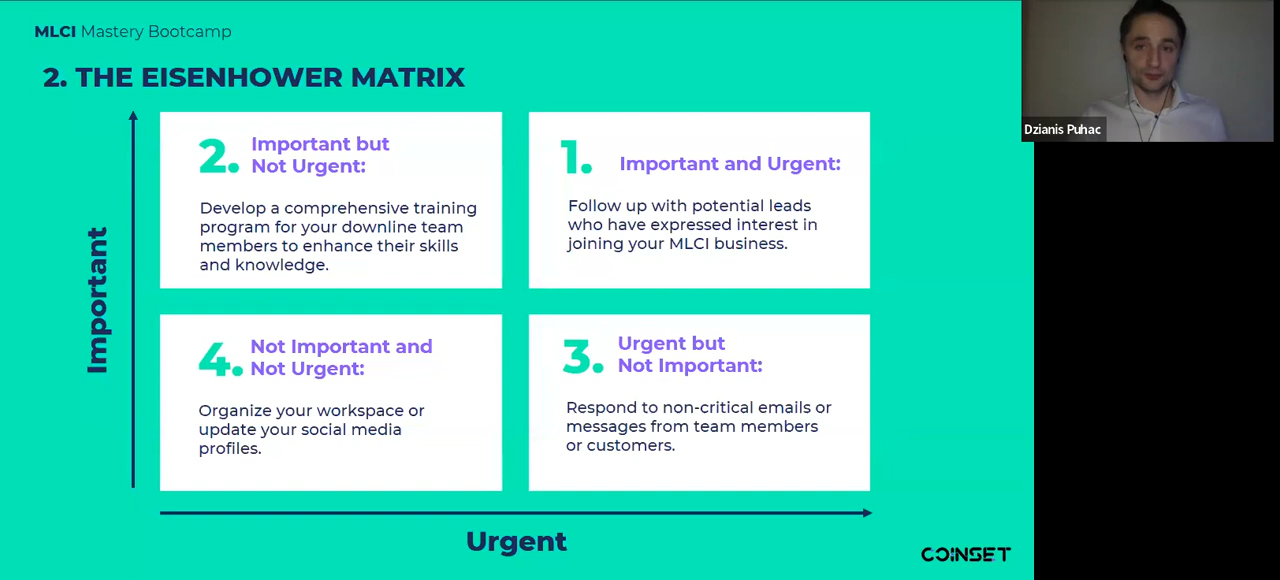 MLCI Mastery Bootcamp
2. THE EISENHOWER MATRIX
Dzianis Puhac
2.
Important but
Not Urgent:
Develop a comprehensive training
program for your downline team
members to enhance their skills
and knowledge.
1.
Important and Urgent:
Follow up with potential leads
who have expressed interest in
joining your MLCI business.
Important
4.
Not Important and
Not Urgent:
Organize your workspace or
update your social media
profiles.
3.
Urgent but
Not Important:
Respond to non-critical emails or
messages from team members
or customers.
Urgent
COINSET